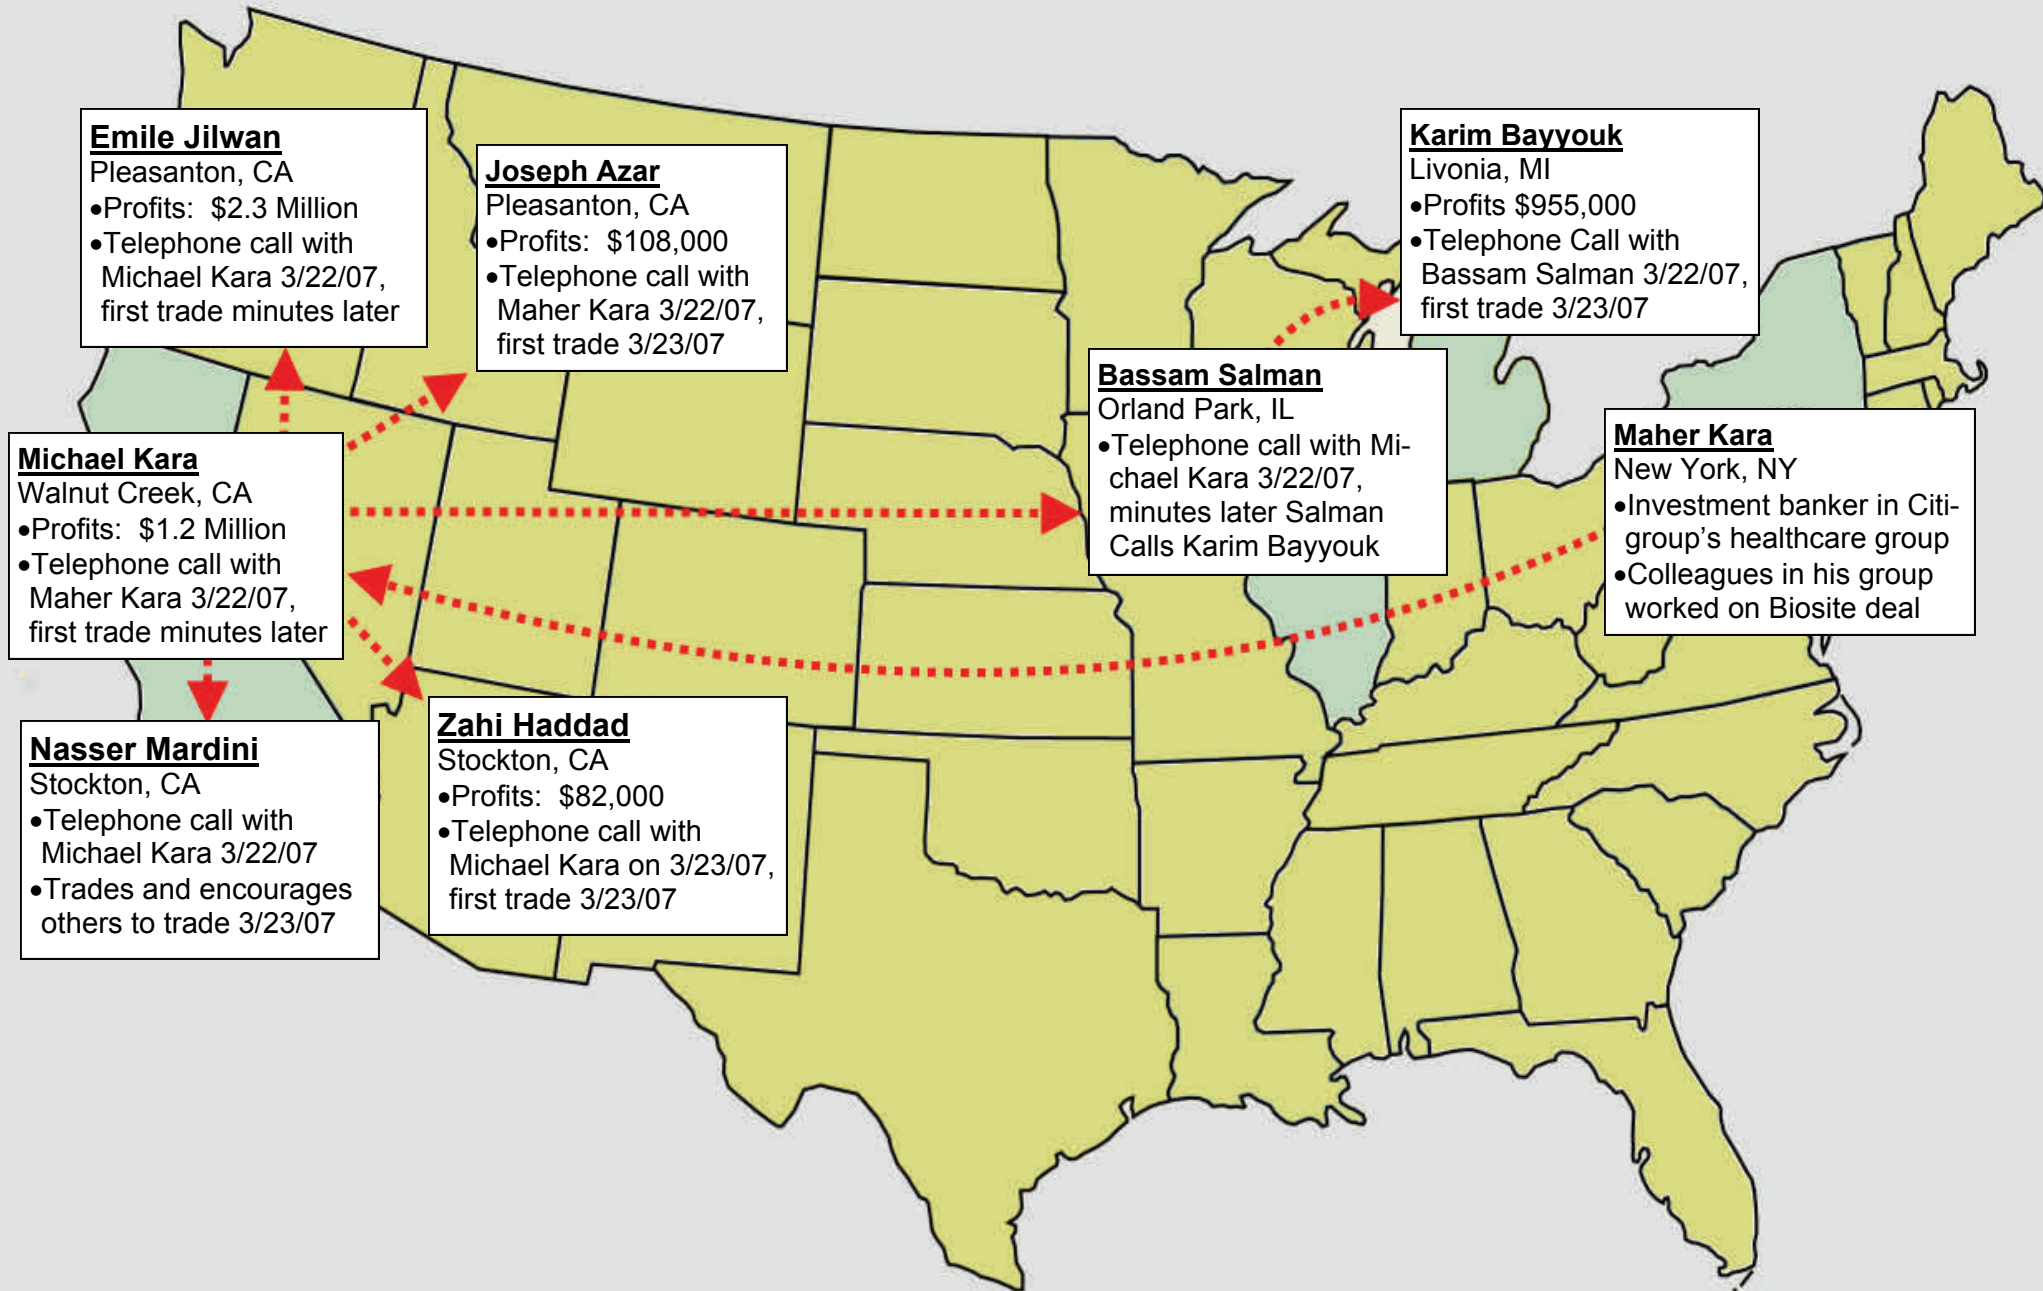 Emile Jilwan
Pleasanton, CA
•Profits:  $2.3 Million
•Telephone call with
Michael Kara 3/22/07,
first trade minutes later
Joseph Azar
Pleasanton, CA
•Profits:  $108,000
•Telephone call with
Maher Kara 3/22/07,
first trade 3/23/07
Karim Bayyouk
Livonia, MI
•Profits $955,000
•Telephone Call with
Bassam Salman 3/22/07,
first trade 3/23/07
Michael Kara
Walnut Creek, CA
•Profits:  $1.2 Million
•Telephone call with
Maher Kara 3/22/07,
first trade minutes later
Bassam Salman
Orland Park, IL
•Telephone call with Mi-
chael Kara 3/22/07,
minutes later Salman
Calls Karim Bayyouk
Maher Kara
New York, NY
•Investment banker in Citi-
group’s healthcare group
•Colleagues in his group
worked on Biosite deal
Nasser Mardini
Stockton, CA
•Telephone call with
Michael Kara 3/22/07
•Trades and encourages
others to trade 3/23/07
Zahi Haddad
Stockton, CA
•Profits:  $82,000
•Telephone call with
Michael Kara on 3/23/07,
first trade 3/23/07